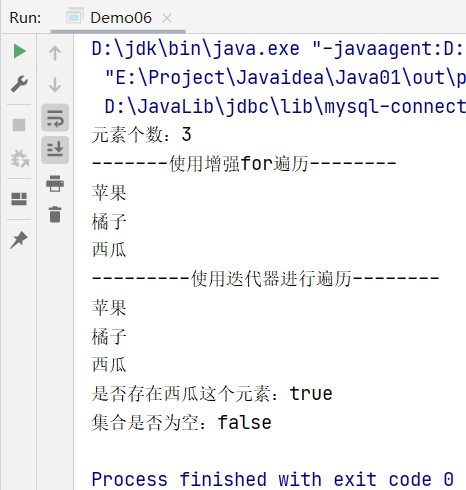 Run: Demo06
D:\jdk\bin\java.exe "-javaagent:D:
"E:\Project\Javaidea\Java01\out\p
D:\JavaLib\jdbc\lib\mysql-connect
元素个数：3
-------使用增强for遍历--------
苹果
橘子
西瓜
---------使用迭代器进行遍历--------
苹果
橘子
西瓜
是否存在西瓜这个元素：true
集合是否为空：false
Process finished with exit code 0